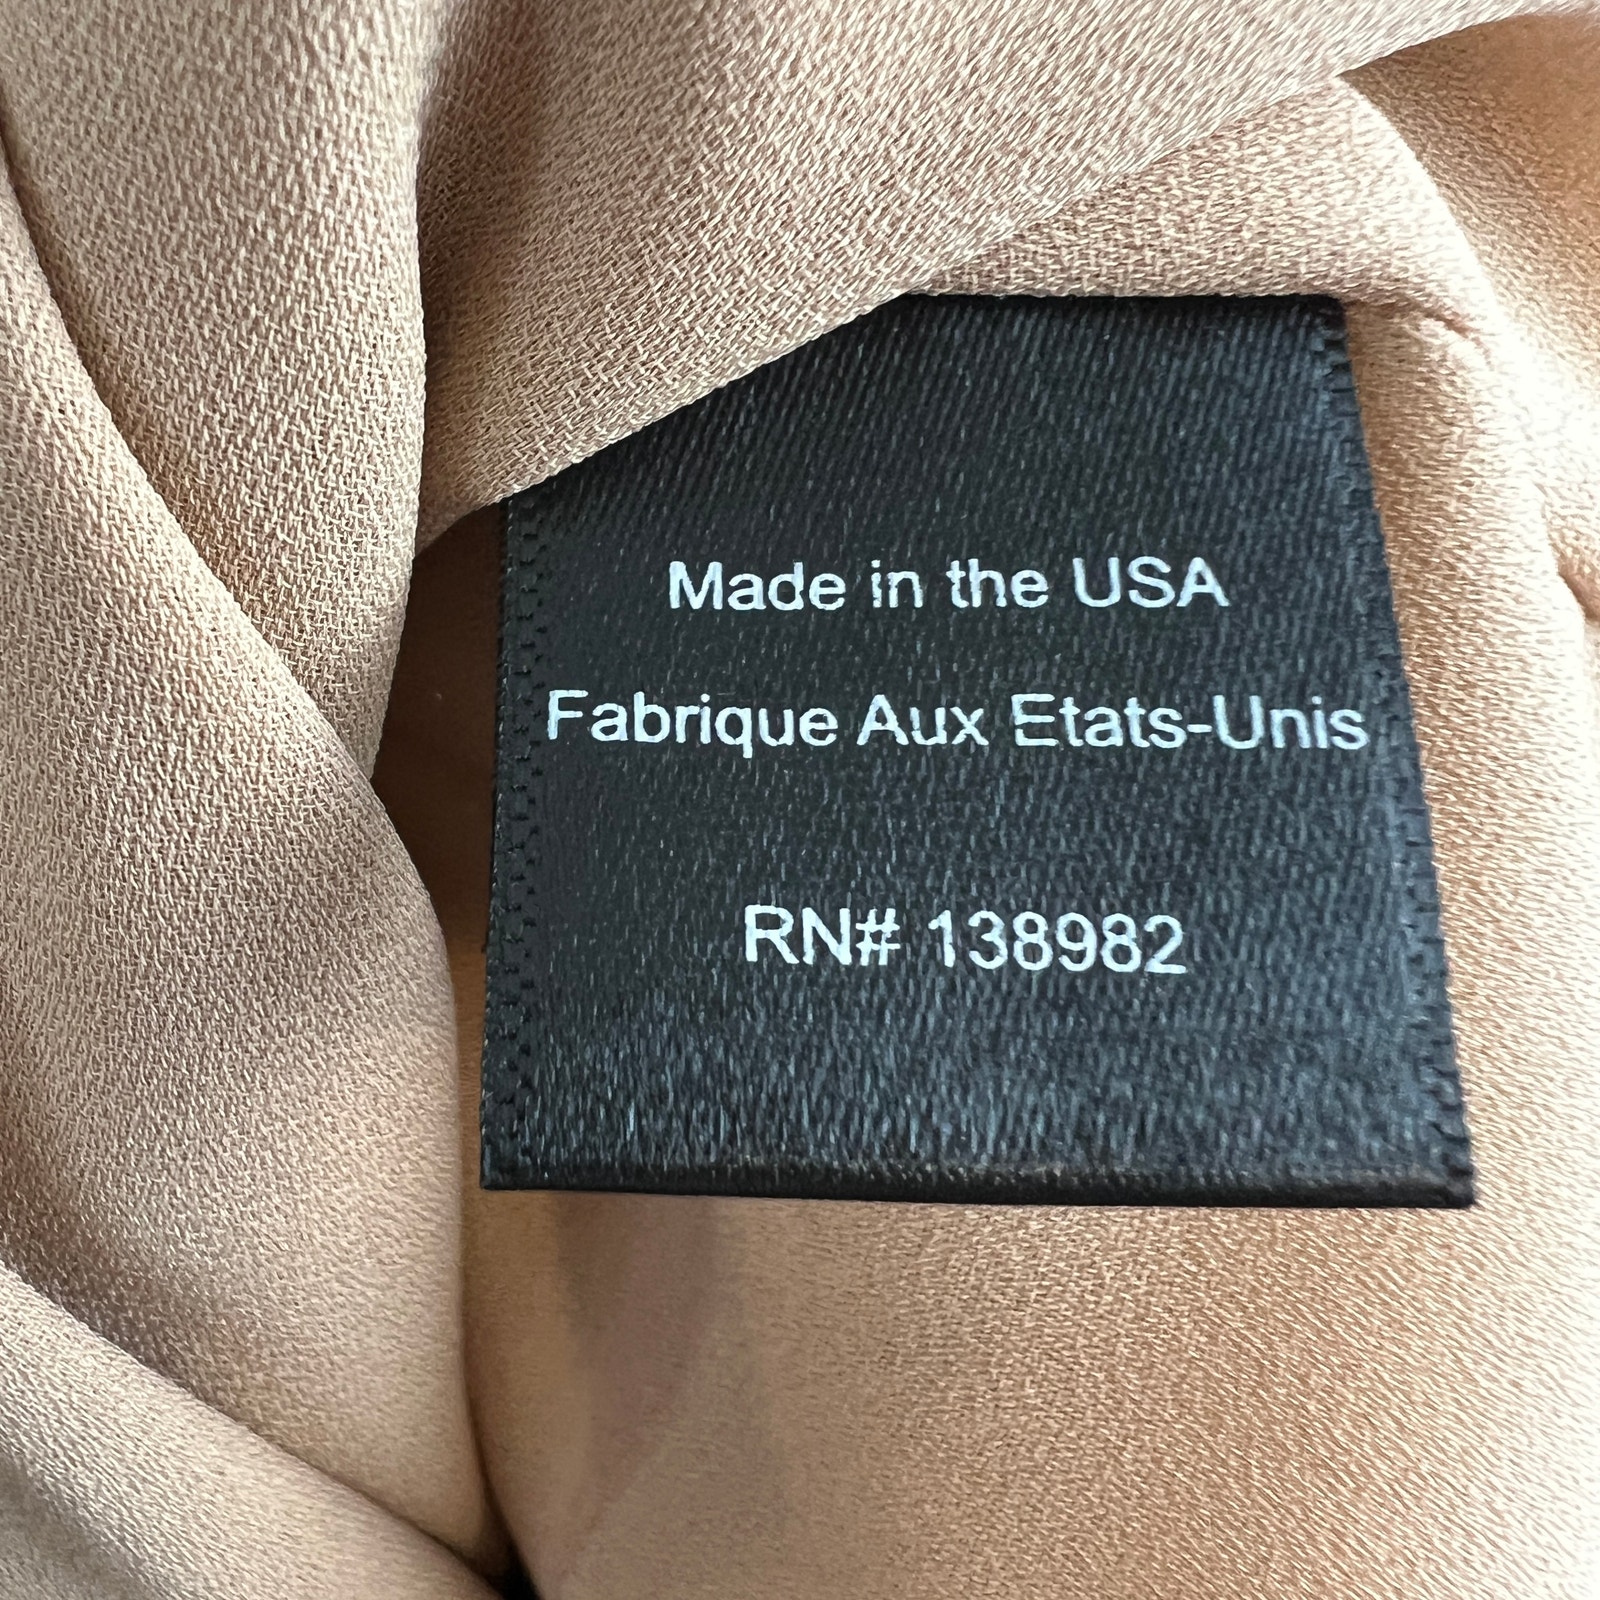 Made in the USA
Fabrique Aux Etats-Unis
RN# 138982